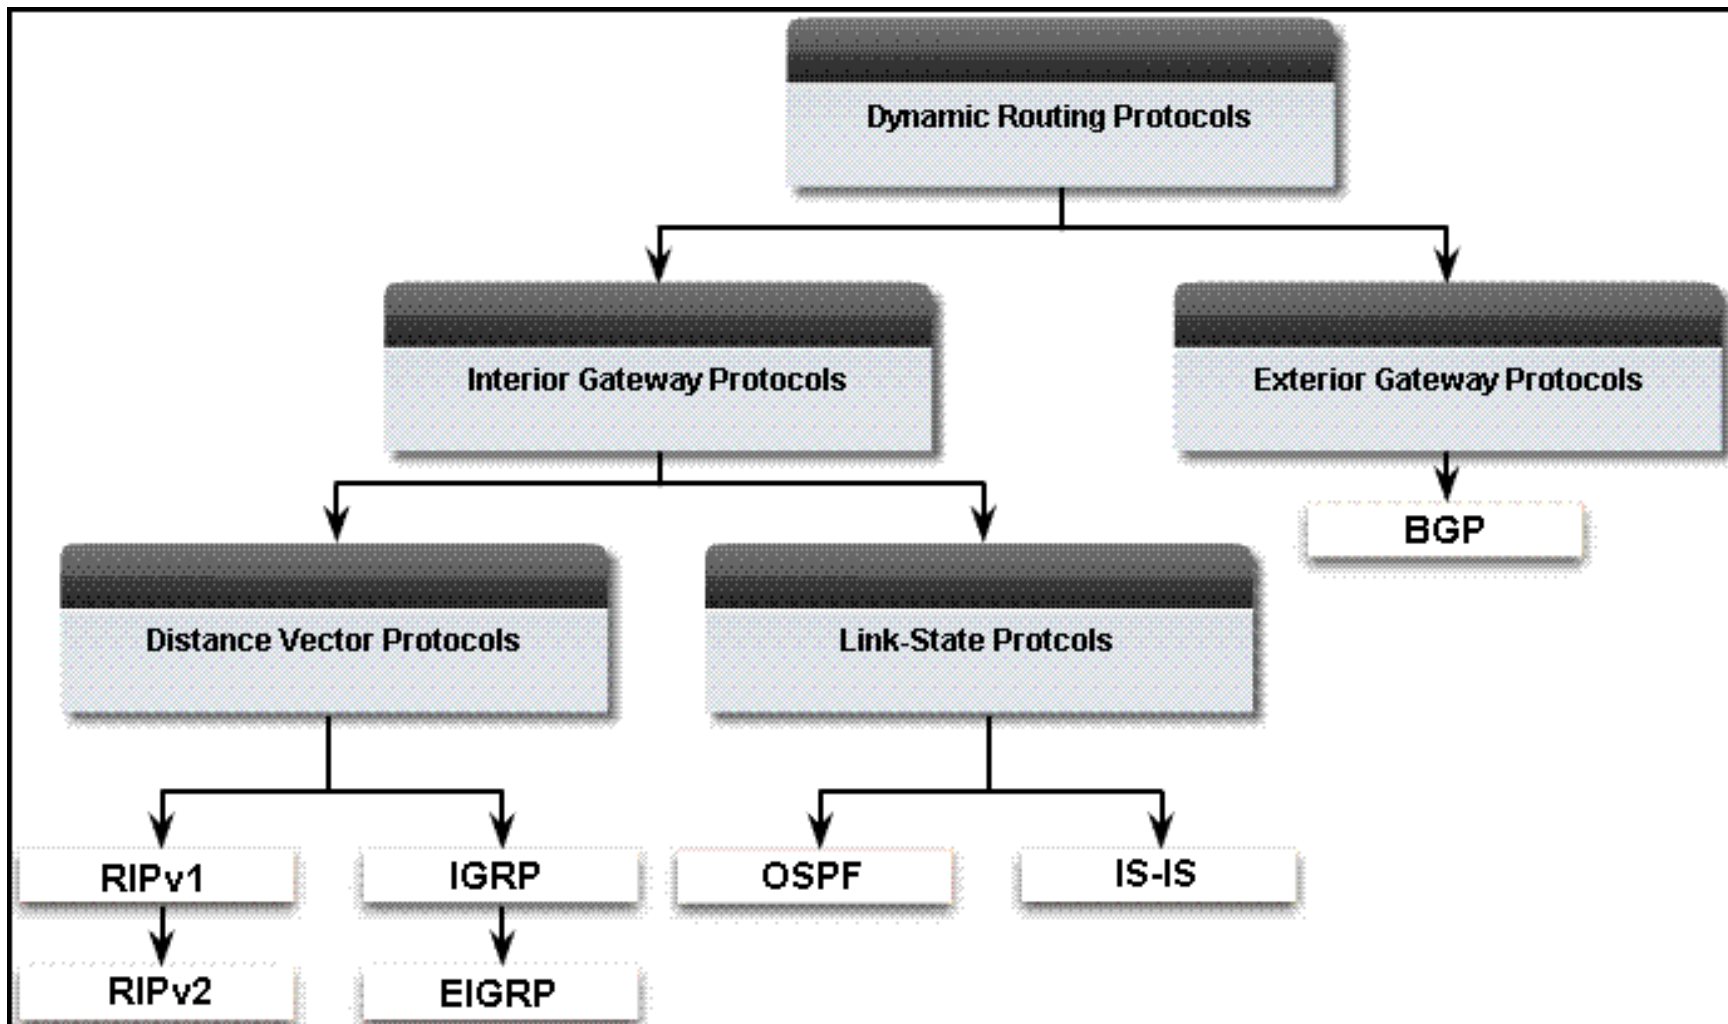 Dynamic Routing Protocols
Interior Gateway Protocols
Exterior Gateway Protocols
BGP
Distance Vector Protocols
Link-State Protcols
RIPv1
IGRP
OSPF
IS-IS
RIPv2
EIGRP